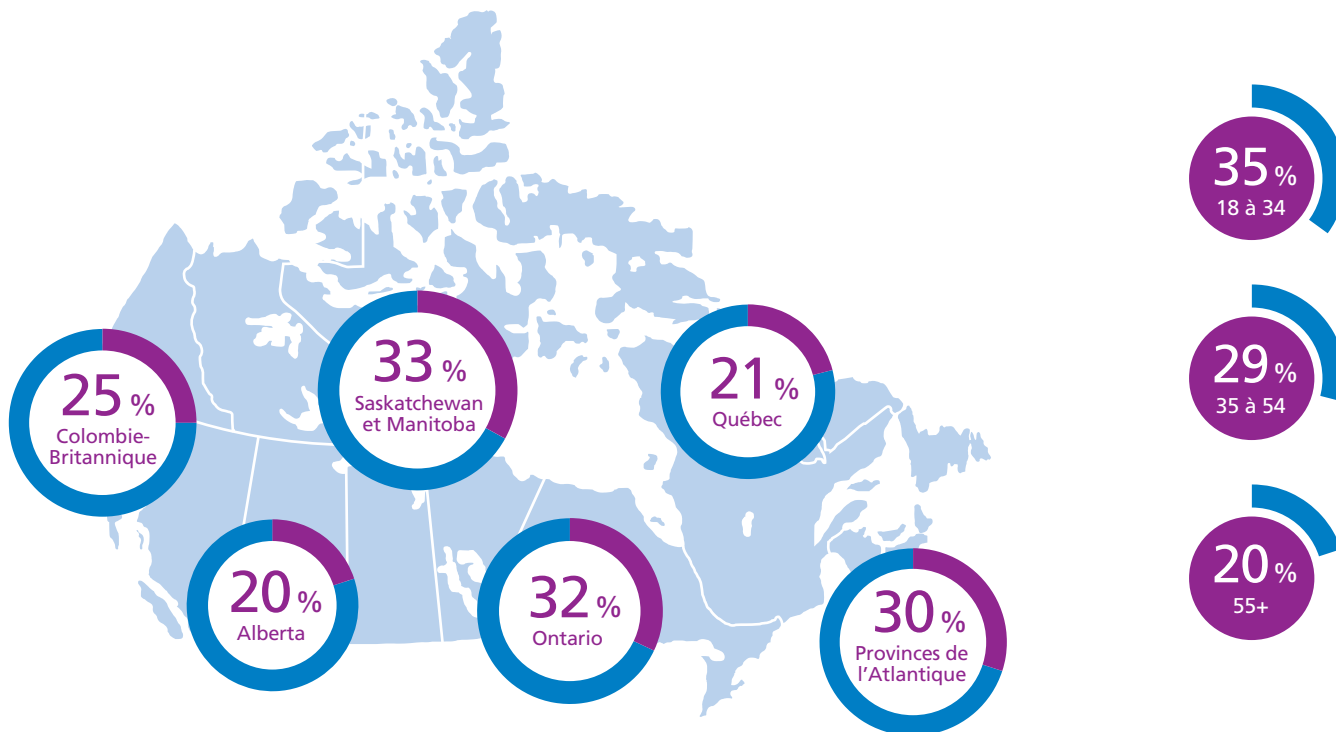 25 %
Colombie-
Britannique
33 %
Saskatchewan
et Manitoba
21 %
Québec
20 %
Alberta
32 %
Ontario
30 %
Provinces de
l'Atlantique
35 %
18 à 34
29 %
35 à 54
20 %
55+